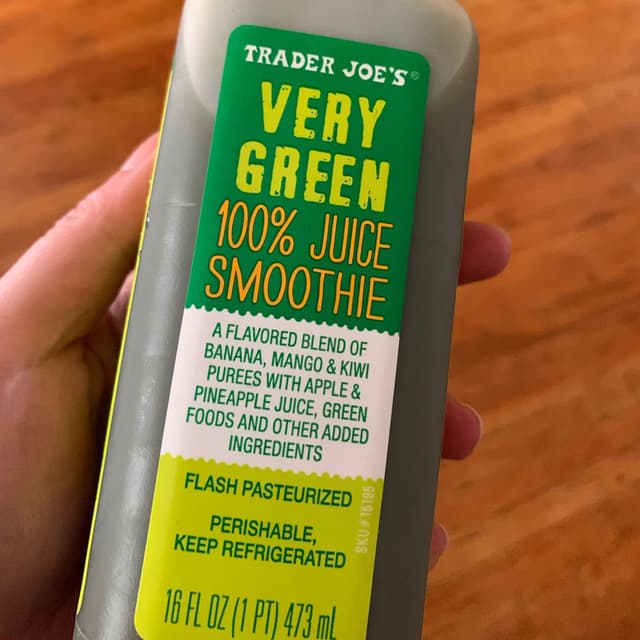 TRADER JOE'S®
VERY
GREEN
100% JUICE
SMOOTHIE
A FLAVORED BLEND OF
BANANA, MANGO & KIWI
PUREES WITH APPLE &
PINEAPPLE JUICE, GREEN
FOODS AND OTHER ADDED
INGREDIENTS
FLASH PASTEURIZED
PERISHABLE,
KEEP REFRIGERATED
SKU # 16195
16 FL OZ (1 PT) 473 mL